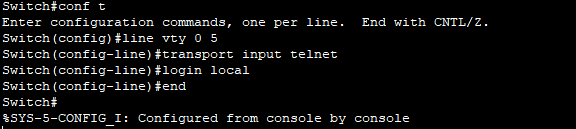 Switch#conf t
Enter configuration commands, one per line.  End with CNTL/Z.
Switch(config)#line vty 0 5
Switch(config-line)#transport input telnet
Switch(config-line)#login local
Switch(config-line)#end
Switch#
%SYS-5-CONFIG_I: Configured from console by console